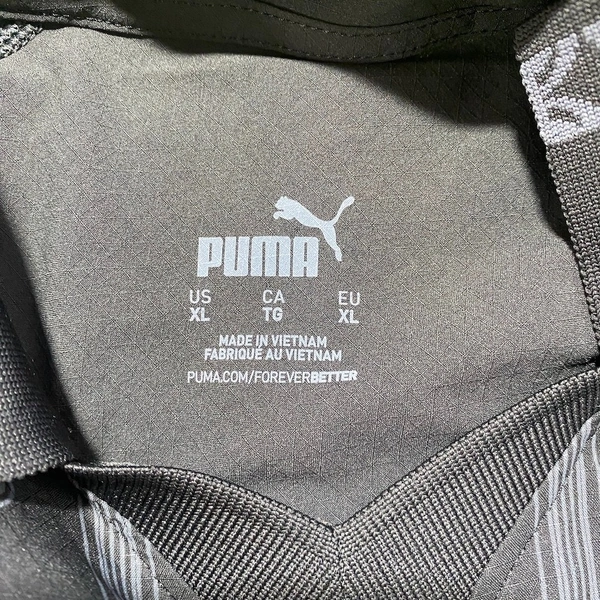 PUMA
US CA EU
XL TG XL
MADE IN VIETNAM
FABRIQUÉ AU VIETNAM
PUMA.COM/FOREVERBETTER